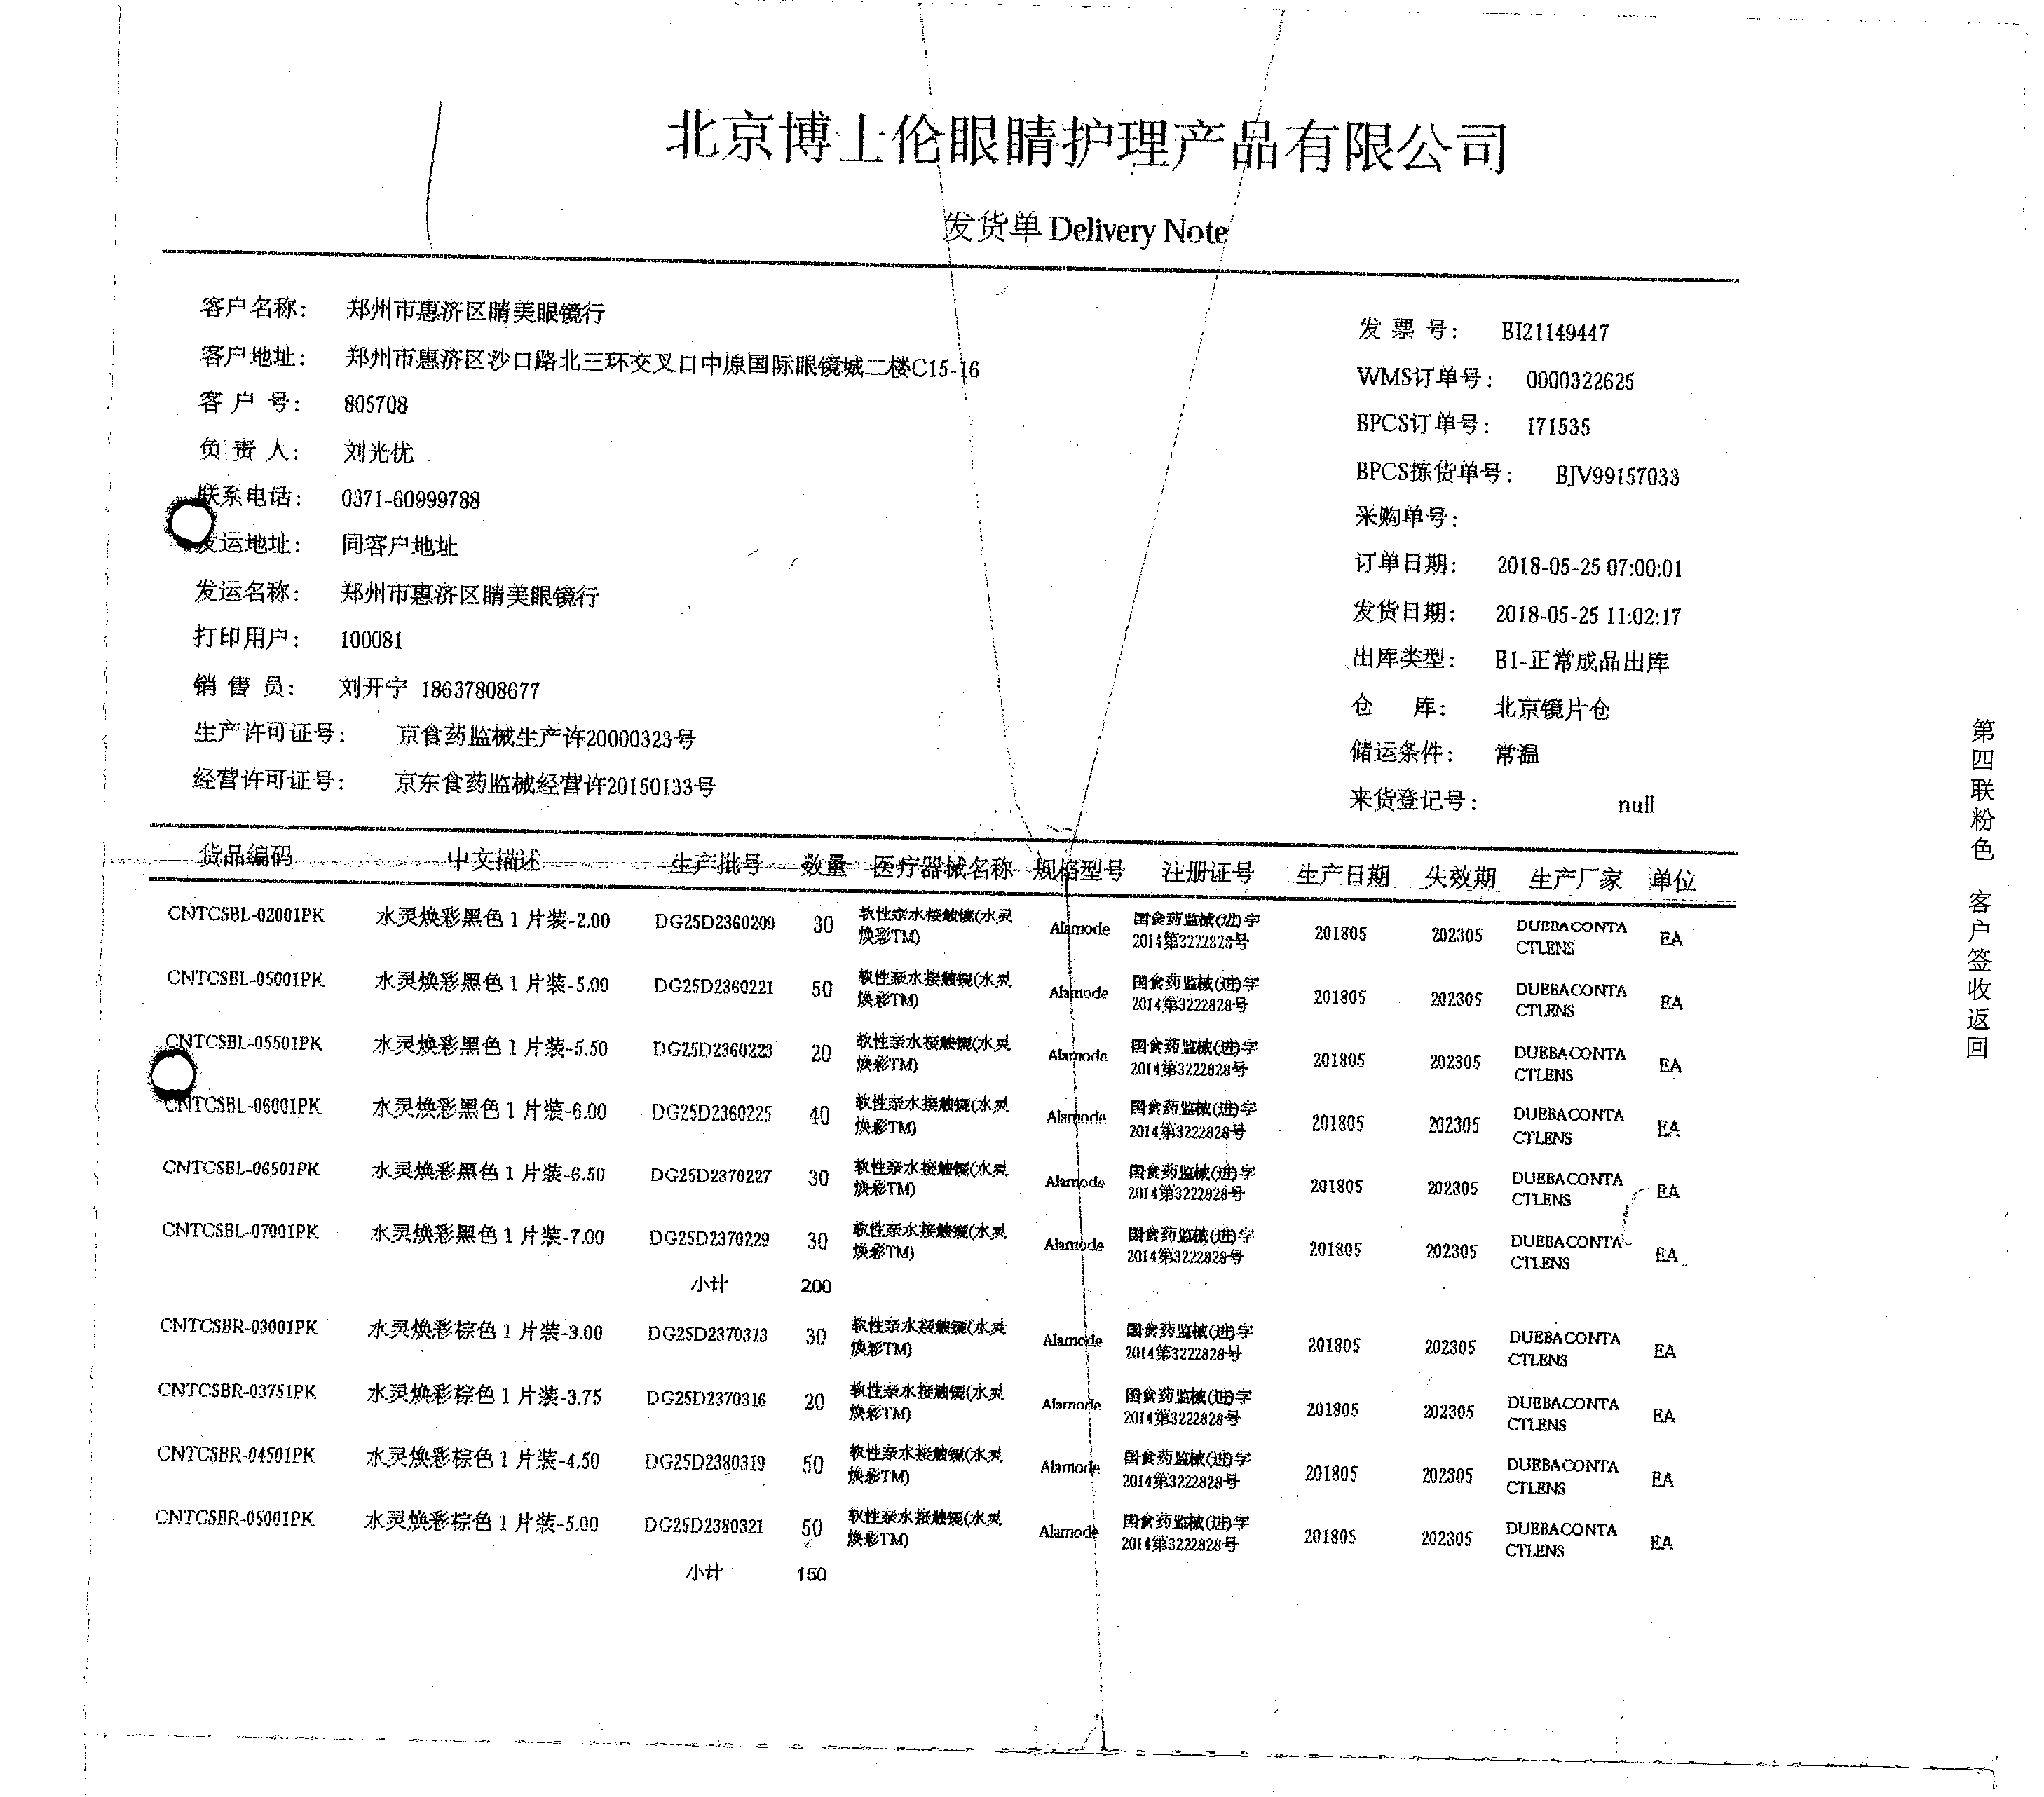 北京博士伦眼睛护理产品有限公司
发货单 Delivery Note
客户名称： 郑州市惠济区睛美眼镜行
客户地址： 郑州市惠济区沙口路北三环交叉口中原国际眼镜城二楼C15-16
客 户 号： 805708
负 责 人： 刘光优
联系电话： 0371-60999788
发运地址： 同客户地址
发运名称： 郑州市惠济区睛美眼镜行
打印用户： 100081
销 售 员： 刘开宁 18637808677
生产许可证号： 京食药监械生产许20000323号
经营许可证号： 京东食药监械经营许20150133号
发 票 号： BI21149447
WMS订单号： 0000322625
BPCS订单号： 171535
BPCS拣货单号： BJV99157033
采购单号：
订单日期： 2018-05-25 07:00:01
发货日期： 2018-05-25 11:02:17
出库类型： B1-正常成品出库
仓 库： 北京镜片仓
储运条件： 常温
来货登记号： null
货品编码 中文描述 生产批号 数量 医疗器械名称 规格型号 注册证号 生产日期 失效期 生产厂家 单位
CNTCSBL-02001PK 水灵焕彩黑色 1 片装-2.00 DG25D2360209 30 软性亲水接触镜(水灵焕彩TM) Alamode 国食药监械(进)字2014第3222828号 201805 202305 DUEBACONTACTLENS EA
CNTCSBL-05001PK 水灵焕彩黑色 1 片装-5.00 DG25D2360221 50 软性亲水接触镜(水灵焕彩TM) Alamode 国食药监械(进)字2014第3222828号 201805 202305 DUEBACONTACTLENS EA
CNTCSBL-05501PK 水灵焕彩黑色 1 片装-5.50 DG25D2360223 20 软性亲水接触镜(水灵焕彩TM) Alamode 国食药监械(进)字2014第3222828号 201805 202305 DUEBACONTACTLENS EA
CNTCSBL-06001PK 水灵焕彩黑色 1 片装-6.00 DG25D2360225 40 软性亲水接触镜(水灵焕彩TM) Alamode 国食药监械(进)字2014第3222828号 201805 202305 DUEBACONTACTLENS EA
CNTCSBL-06501PK 水灵焕彩黑色 1 片装-6.50 DG25D2370227 30 软性亲水接触镜(水灵焕彩TM) Alamode 国食药监械(进)字2014第3222828号 201805 202305 DUEBACONTACTLENS EA
CNTCSBL-07001PK 水灵焕彩黑色 1 片装-7.00 DG25D2370229 30 软性亲水接触镜(水灵焕彩TM) Alamode 国食药监械(进)字2014第3222828号 201805 202305 DUEBACONTACTLENS EA
小计 200
CNTCSBR-03001PK 水灵焕彩棕色 1 片装-3.00 DG25D2370313 30 软性亲水接触镜(水灵焕彩TM) Alamode 国食药监械(进)字2014第3222828号 201805 202305 DUEBACONTACTLENS EA
CNTCSBR-03751PK 水灵焕彩棕色 1 片装-3.75 DG25D2370316 20 软性亲水接触镜(水灵焕彩TM) Alamode 国食药监械(进)字2014第3222828号 201805 202305 DUEBACONTACTLENS EA
CNTCSBR-04501PK 水灵焕彩棕色 1 片装-4.50 DG25D2380319 50 软性亲水接触镜(水灵焕彩TM) Alamode 国食药监械(进)字2014第3222828号 201805 202305 DUEBACONTACTLENS EA
CNTCSBR-05001PK 水灵焕彩棕色 1 片装-5.00 DG25D2380321 50 软性亲水接触镜(水灵焕彩TM) Alamode 国食药监械(进)字2014第3222828号 201805 202305 DUEBACONTACTLENS EA
小计 150
第四联粉色 客户签收返回